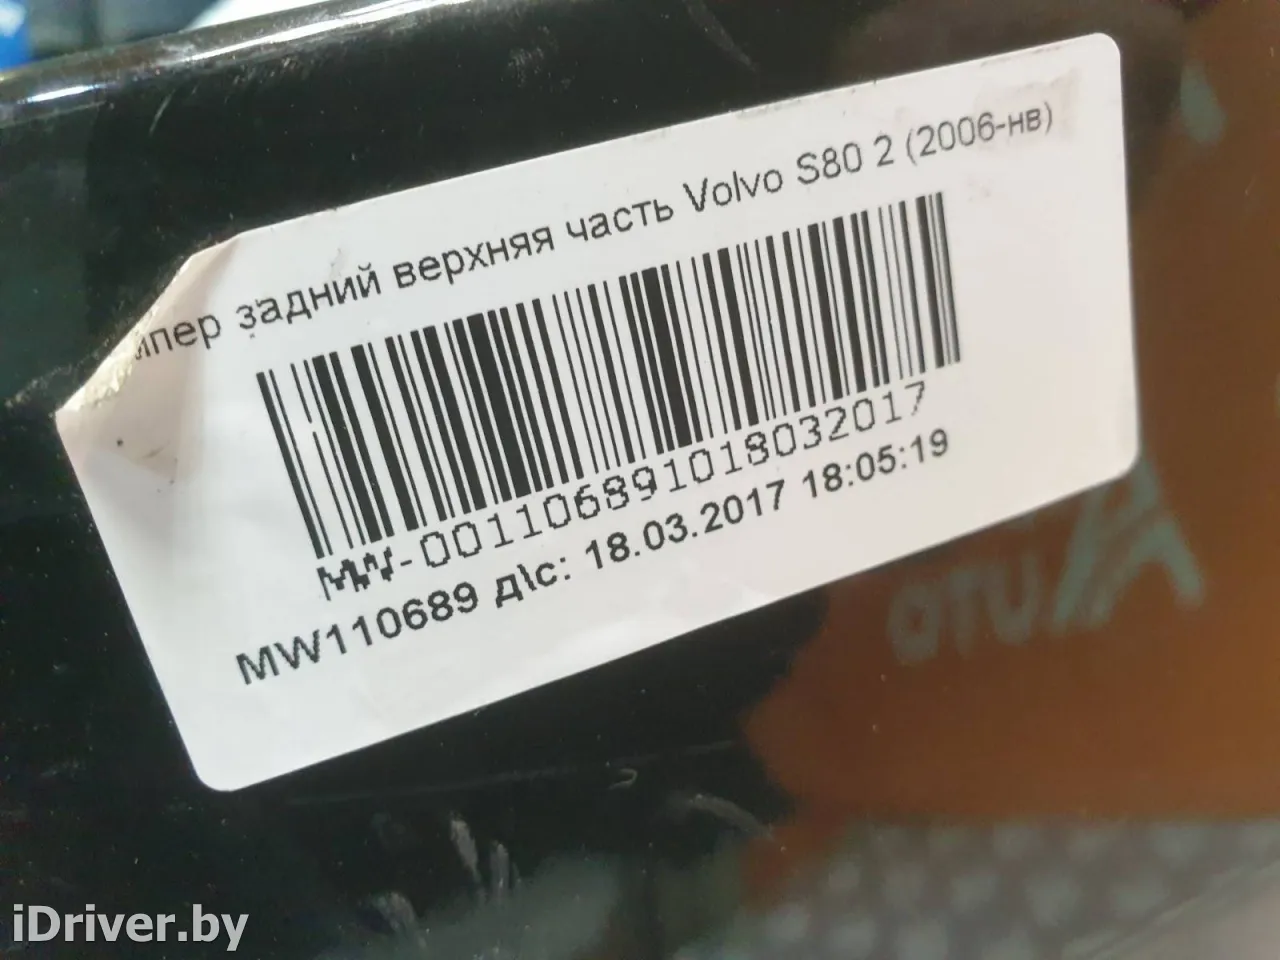 мпер задний верхняя часть Volvo S80 2 (2006-нв)
MW-001106891018032017
MW110689 д\с: 18.03.2017 18:05:19
iDriver.by